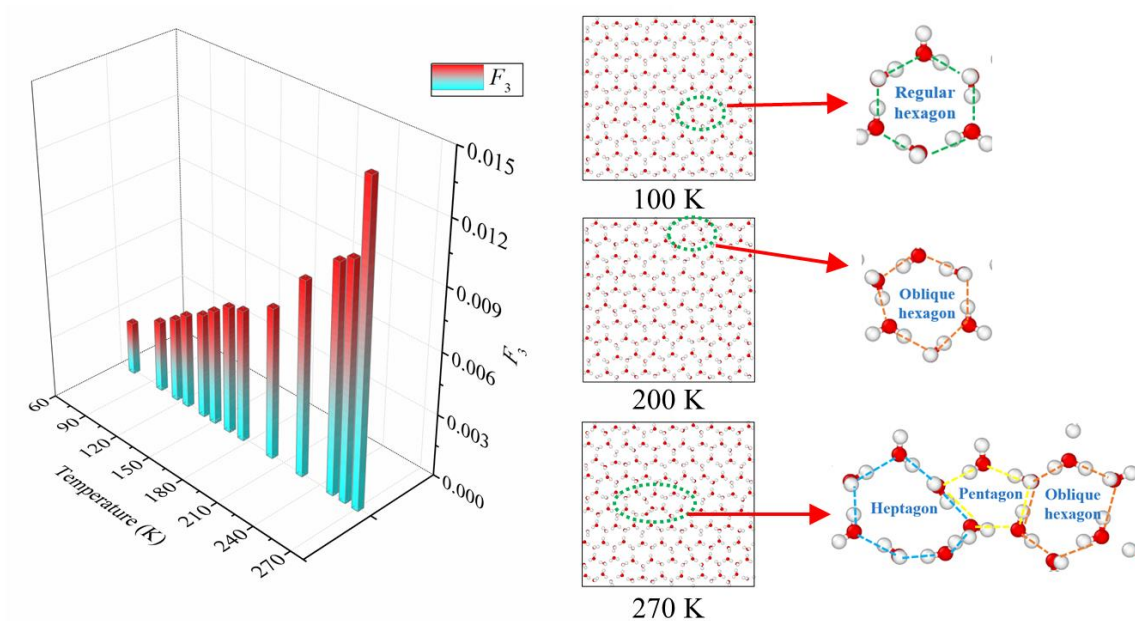 F₃
0.015
0.012
0.009
0.006
0.003
0.000
F₃
60
90
120
150
180
210
240
270
Temperature (K)
100 K
Regular
hexagon
200 K
Oblique
hexagon
270 K
Heptagon
Pentagon
Oblique
hexagon